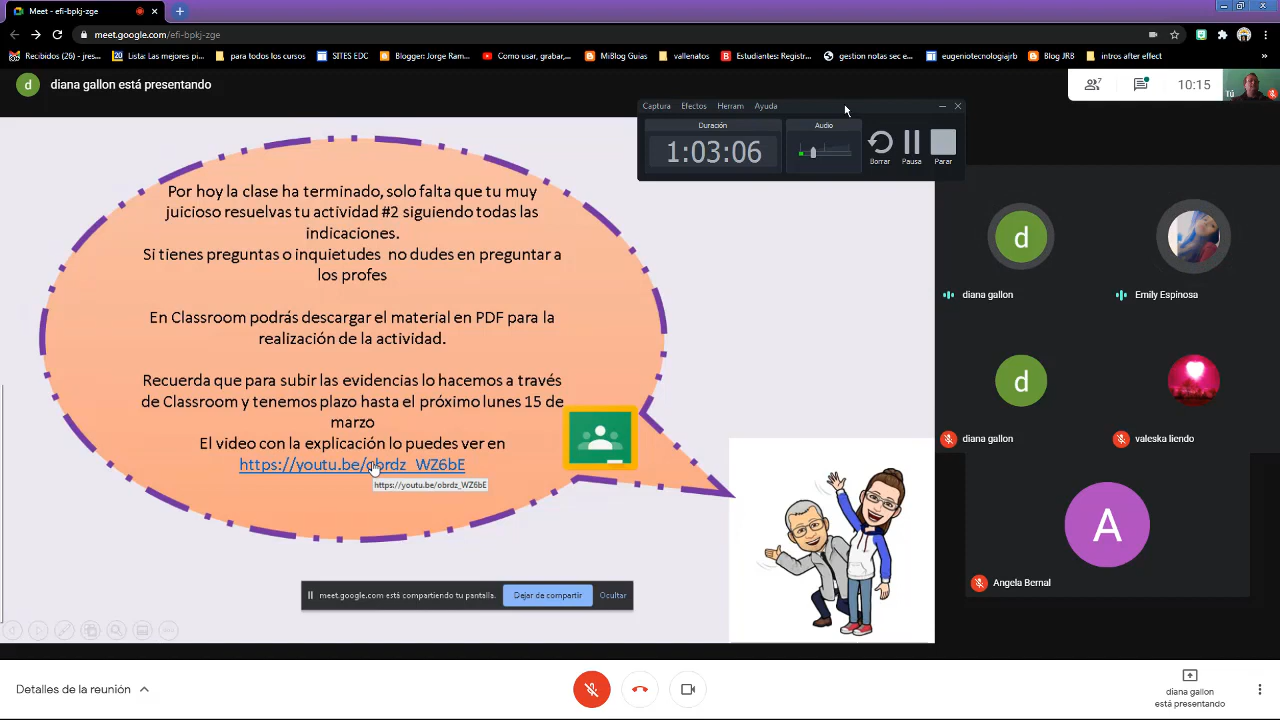 Meet - efi-bpkj-zge
meet.google.com/efi-bpkj-zge
Recibidos (2) - jres...
20 Lista: Las mejores pi...
para todos los cursos
SITES EDC
Blogger: Jorge Ram...
Como usar, grabar,...
MiBlog Guias
vallenatos
Estudiantes: Registr...
gestion notas sec e...
eugeniotecnologiajrb
Blog JRB
intros after effect
d diana gallon está presentando
7
10:15
Tú
Captura Efectos Herram Ayuda
Duración Audio
1:03:06
Borrar Pausa Parar
Por hoy la clase ha terminado, solo falta que tu muy
juicioso resuelvas tu actividad #2 siguiendo todas las
indicaciones.
Si tienes preguntas o inquietudes no dudes en preguntar a
los profes
En Classroom podrás descargar el material en PDF para la
realización de la actividad.
Recuerda que para subir las evidencias lo hacemos a través
de Classroom y tenemos plazo hasta el próximo lunes 15 de
marzo
El video con la explicación lo puedes ver en
https://youtu.be/obrdz_WZ6bE
https://youtu.be/obrdz_WZ6bE
d
diana gallon
Emily Espinosa
d
diana gallon
valeska liendo
A
Angela Bernal
meet.google.com está compartiendo tu pantalla.
Dejar de compartir
Ocultar
Detalles de la reunión
diana gallon
está presentando